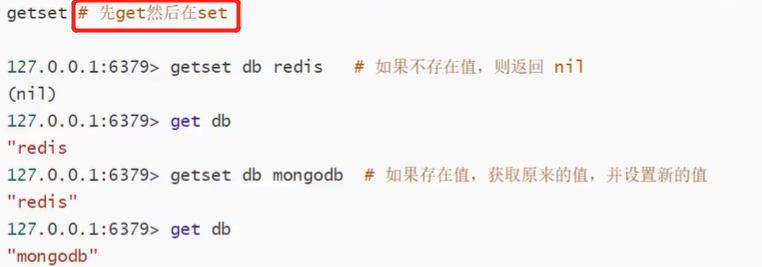 getset # 先get然后在set
127.0.0.1:6379> getset db redis # 如果不存在值，则返回 nil
(nil)
127.0.0.1:6379> get db
"redis
127.0.0.1:6379> getset db mongodb # 如果存在值，获取原来的值，并设置新的值
"redis"
127.0.0.1:6379> get db
"mongodb"